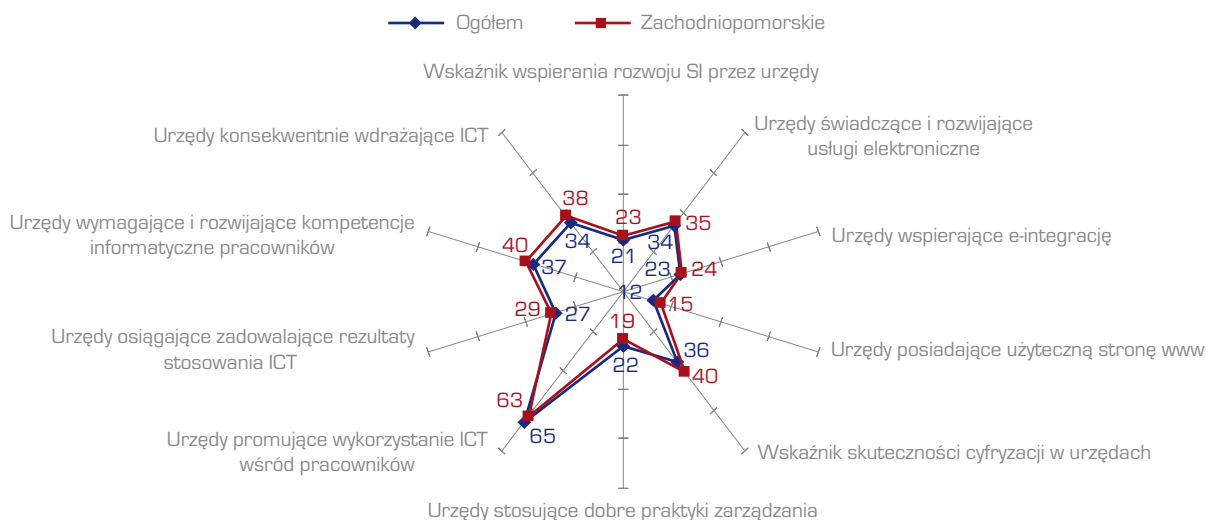 Ogółem
Zachodniopomorskie
Wskaźnik wspierania rozwoju SI przez urzędy
Urzędy konsekwentnie wdrażające ICT
Urzędy świadczące i rozwijające
usługi elektroniczne
38
23
35
Urzędy wymagające i rozwijające kompetencje
informatyczne pracowników
40
34
21
34
Urzędy wspierające e-integrację
37
23
24
12
15
29
27
Urzędy osiągające zadowalające rezultaty
stosowania ICT
19
22
36
40
Urzędy posiadające użyteczną stronę www
63
65
Urzędy promujące wykorzystanie ICT
wśród pracowników
Wskaźnik skuteczności cyfryzacji w urzędach
Urzędy stosujące dobre praktyki zarządzania